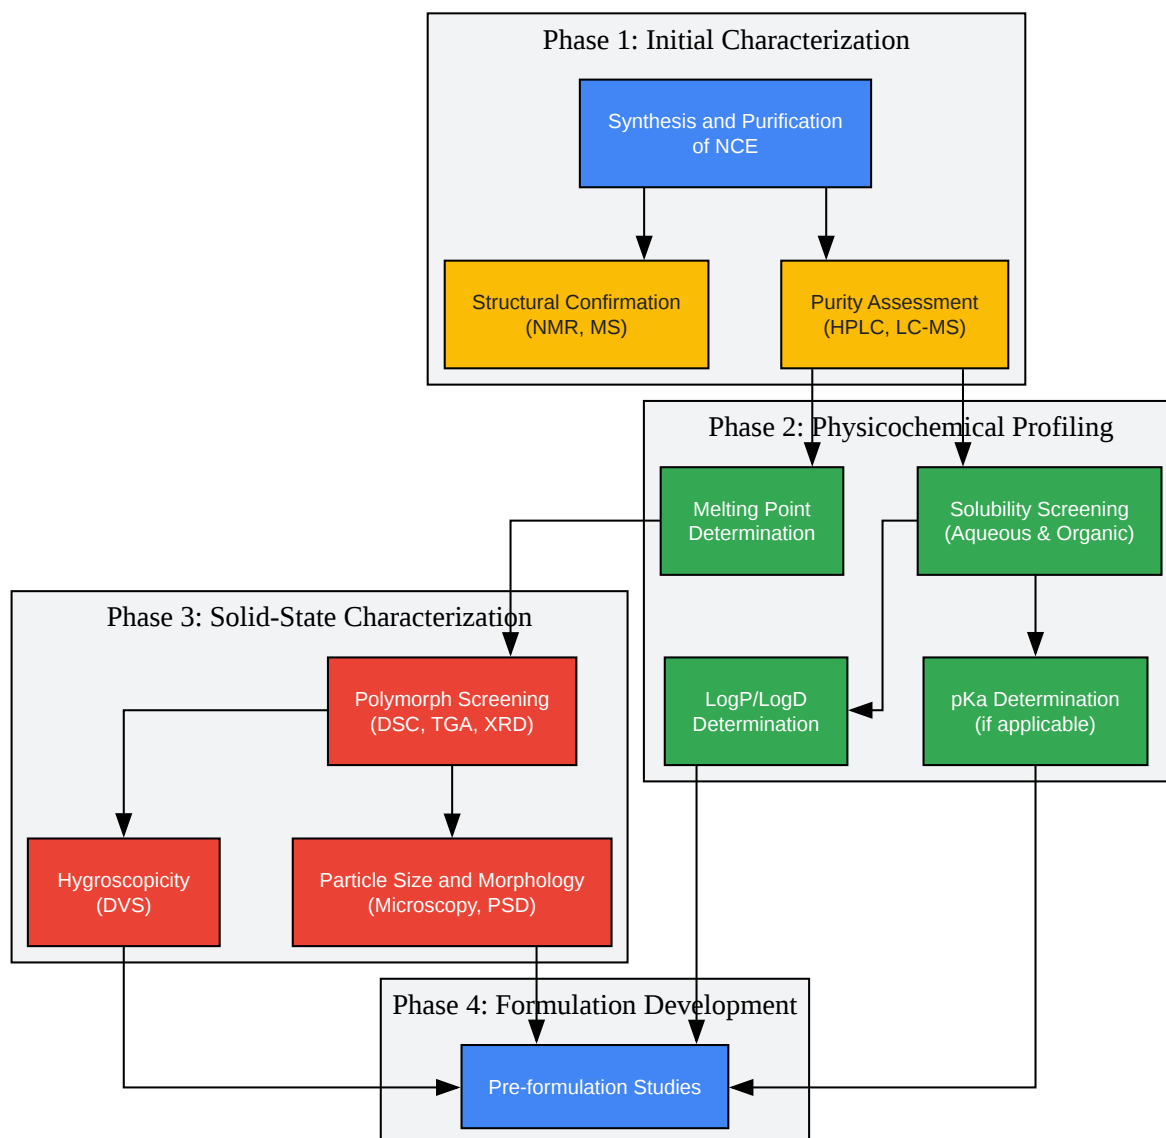 Phase 1: Initial Characterization
Synthesis and Purification
of NCE
Structural Confirmation
(NMR, MS)
Purity Assessment
(HPLC, LC-MS)
Phase 2: Physicochemical Profiling
Melting Point
Determination
Solubility Screening
(Aqueous & Organic)
LogP/LogD
Determination
pKa Determination
(if applicable)
Phase 3: Solid-State Characterization
Polymorph Screening
(DSC, TGA, XRD)
Hygroscopicity
(DVS)
Particle Size and Morphology
(Microscopy, PSD)
Phase 4: Formulation Development
Pre-formulation Studies